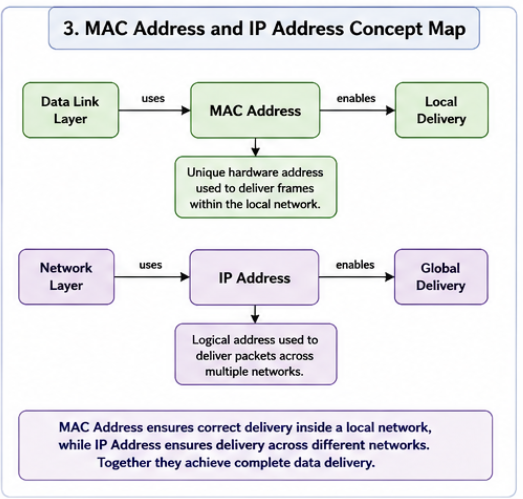 3. MAC Address and IP Address Concept Map
Data Link
Layer
uses
MAC Address
enables
Local
Delivery
Unique hardware address
used to deliver frames
within the local network.
Network
Layer
uses
IP Address
enables
Global
Delivery
Logical address used to
deliver packets across
multiple networks.
MAC Address ensures correct delivery inside a local network,
while IP Address ensures delivery across different networks.
Together they achieve complete data delivery.